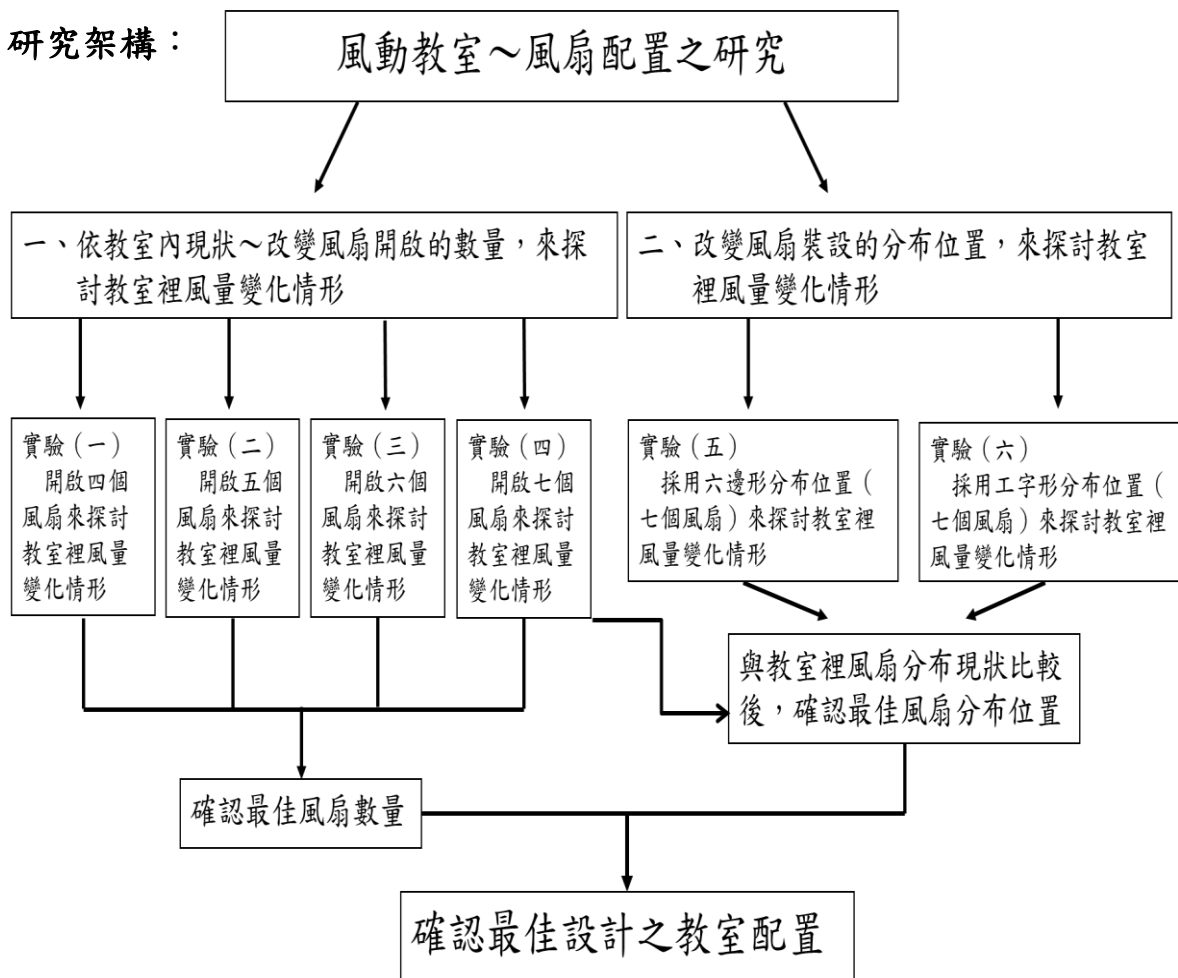 研究架構：
風動教室～風扇配置之研究
一、依教室內現狀～改變風扇開啟的數量，來探
討教室裡風量變化情形
二、改變風扇裝設的分布位置，來探討教室
裡風量變化情形
實驗（一）
開啟四個
風扇來探討
教室裡風量
變化情形
實驗（二）
開啟五個
風扇來探討
教室裡風量
變化情形
實驗（三）
開啟六個
風扇來探討
教室裡風量
變化情形
實驗（四）
開啟七個
風扇來探討
教室裡風量
變化情形
實驗（五）
採用六邊形分布位置（
七個風扇）來探討教室裡
風量變化情形
實驗（六）
採用工字形分布位置（
七個風扇）來探討教室裡
風量變化情形
與教室裡風扇分布現狀比較
後，確認最佳風扇分布位置
確認最佳風扇數量
確認最佳設計之教室配置